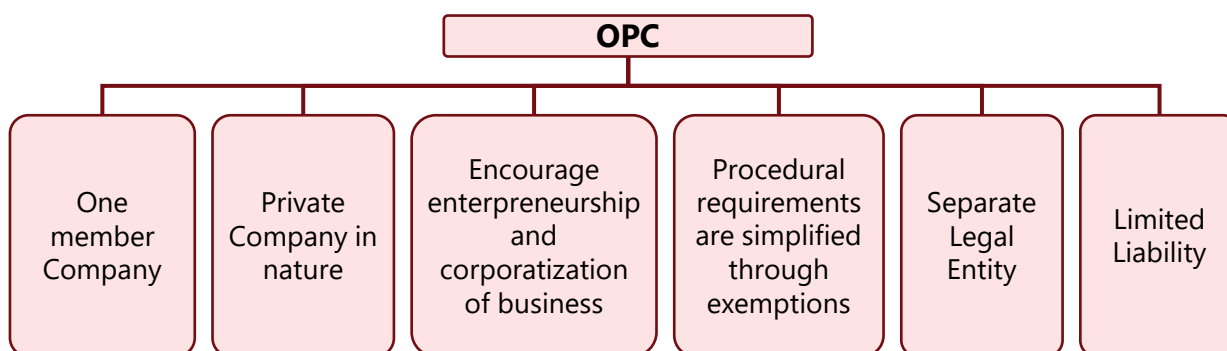 OPC
One
member
Company
Private
Company in
nature
Encourage
enterpreneurship
and
corporatization
of business
Procedural
requirements
are simplified
through
exemptions
Separate
Legal
Entity
Limited
Liability